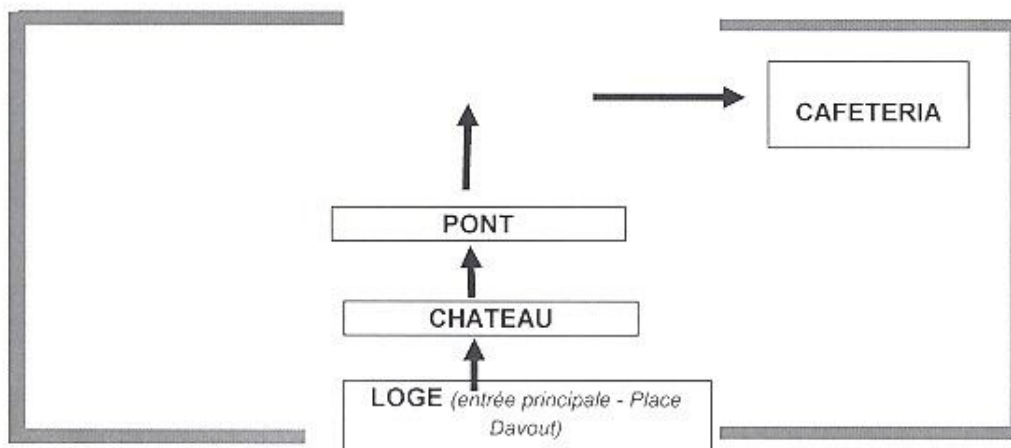 CAFETERIA
PONT
CHATEAU
LOGE (entrée principale - Place
Davout)